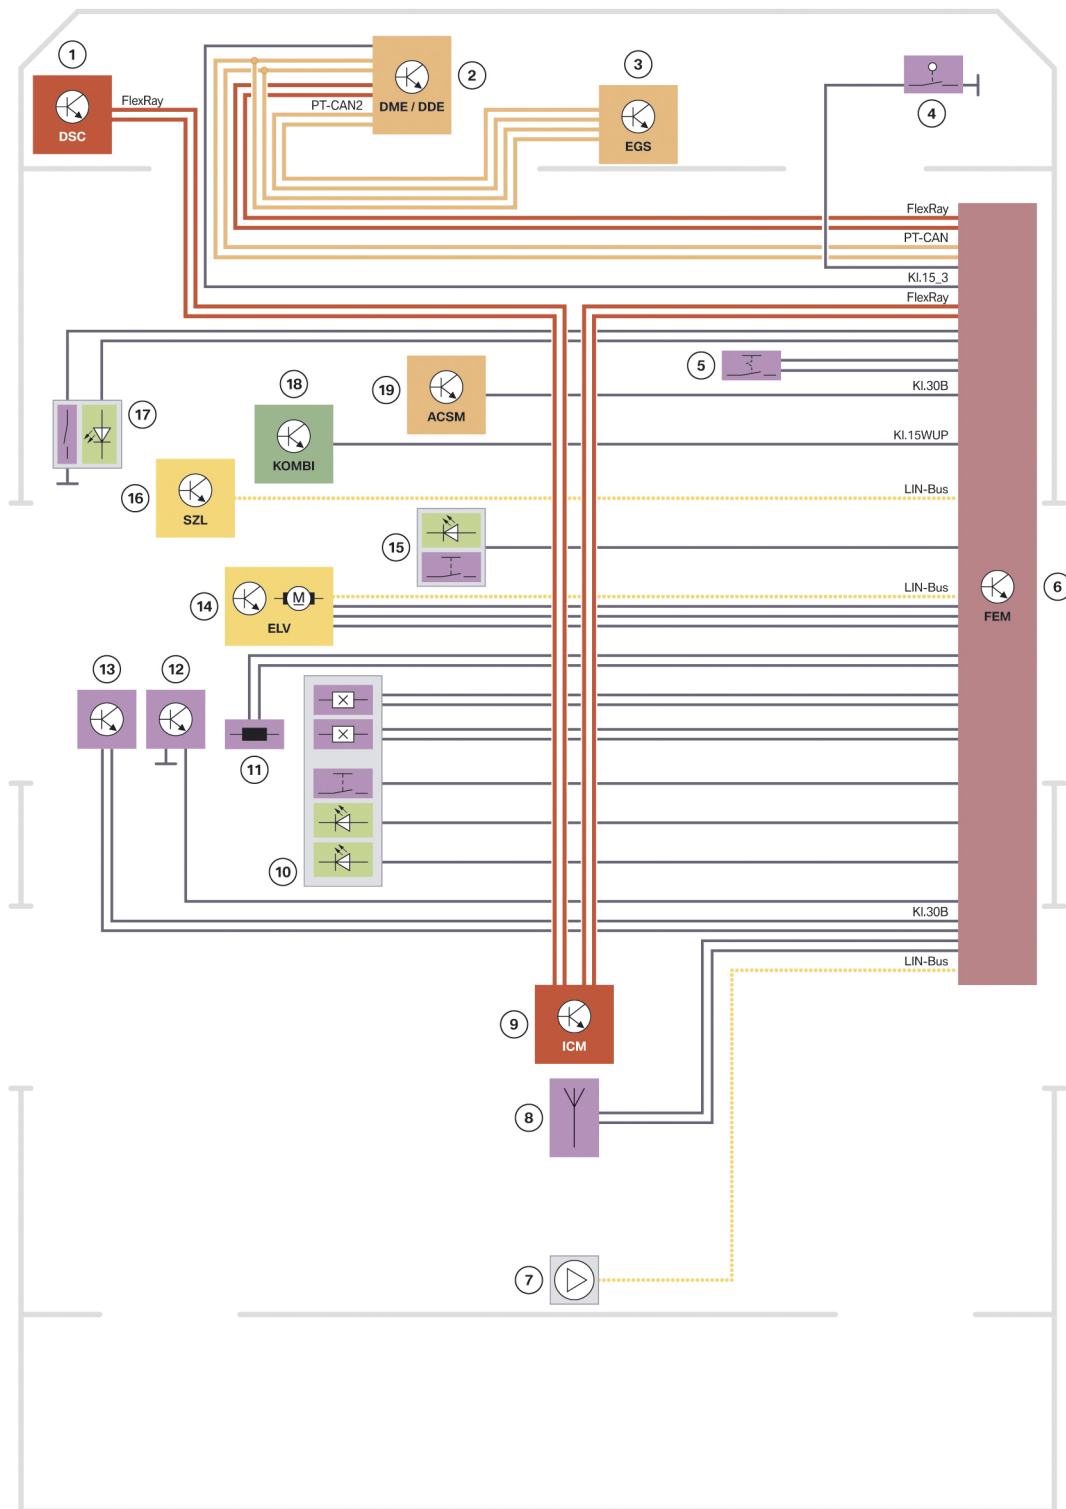 1
DSC
FlexRay
2
DME / DDE
PT-CAN2
3
EGS
4
FlexRay
PT-CAN
Kl.15_3
FlexRay
5
19
ACSM
Kl.30B
18
KOMBI
Kl.15WUP
17
16
SZL
LIN-Bus
15
14
M
ELV
LIN-Bus
FEM
6
13
12
11
10
Kl.30B
LIN-Bus
9
ICM
8
7